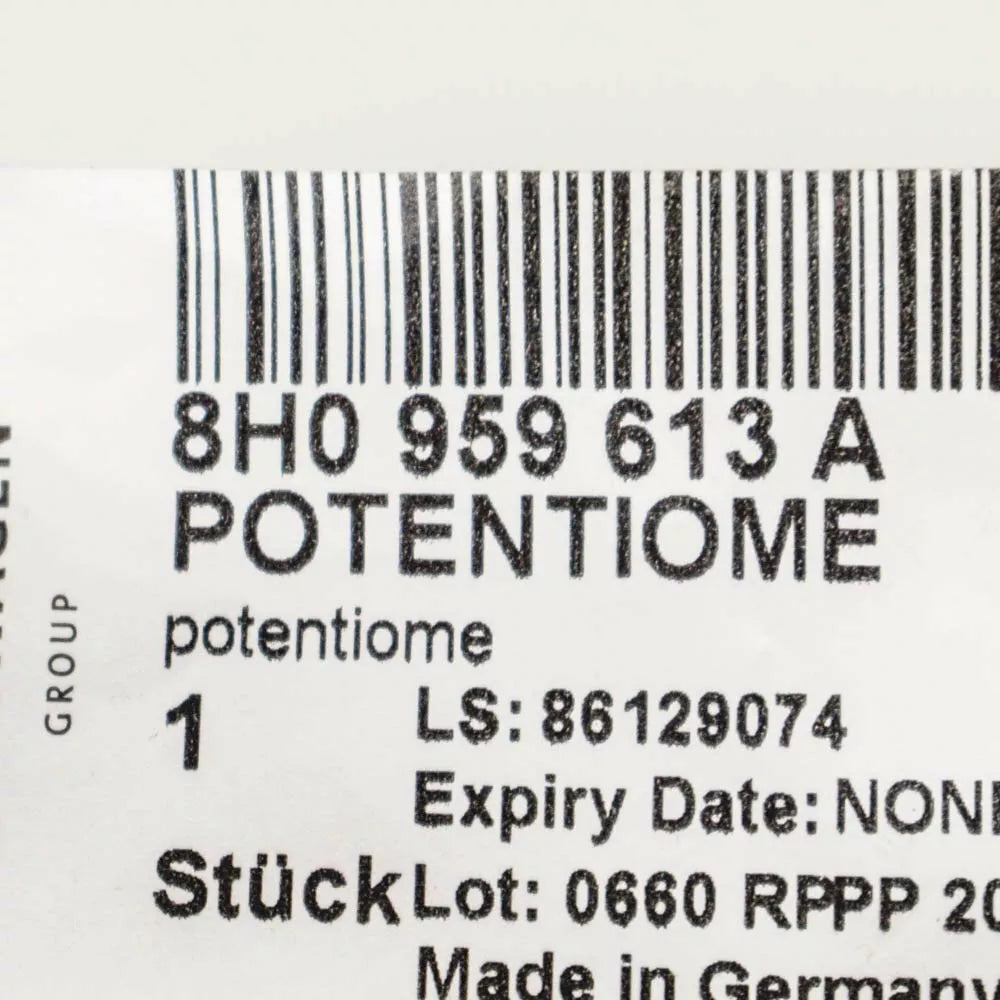 8H0 959 613 A
POTENTIOME
potentiome
1
LS: 86129074
Expiry Date: NON
Stück
Lot: 0660 RPPP 20
Made in Germany
GROUP